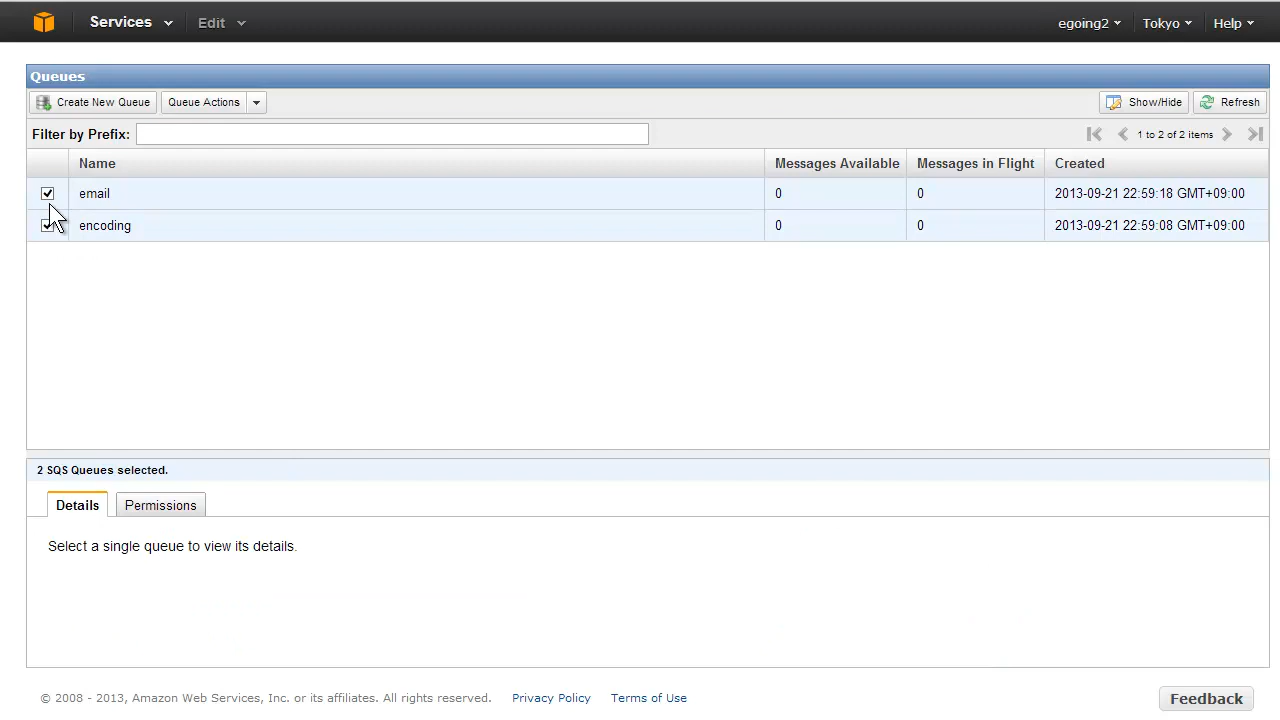 Services Edit egoing2 Tokyo Help
Queues
Create New Queue Queue Actions Show/Hide Refresh
Filter by Prefix: 1 to 2 of 2 items
Name Messages Available Messages in Flight Created
email 0 0 2013-09-21 22:59:18 GMT+09:00
encoding 0 0 2013-09-21 22:59:08 GMT+09:00
2 SQS Queues selected.
Details Permissions
Select a single queue to view its details.
© 2008 - 2013, Amazon Web Services, Inc. or its affiliates. All rights reserved. Privacy Policy Terms of Use Feedback